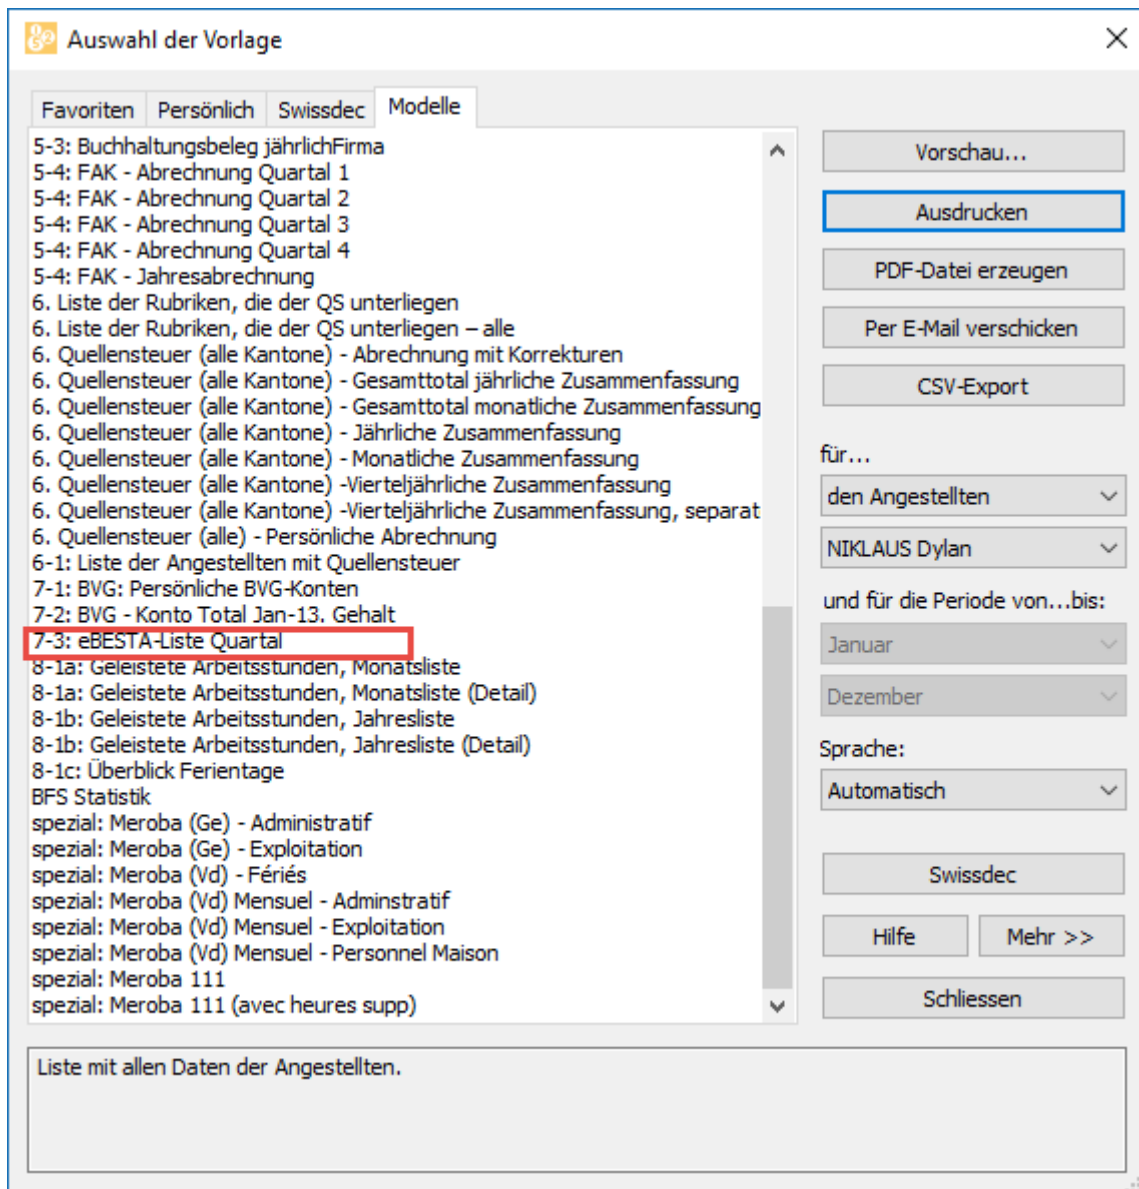 Auswahl der Vorlage
Favoriten Persönlich Swissdec Modelle
5-3: Buchhaltungsbeleg jährlichFirma
5-4: FAK - Abrechnung Quartal 1
5-4: FAK - Abrechnung Quartal 2
5-4: FAK - Abrechnung Quartal 3
5-4: FAK - Abrechnung Quartal 4
5-4: FAK - Jahresabrechnung
6. Liste der Rubriken, die der QS unterliegen
6. Liste der Rubriken, die der QS unterliegen – alle
6. Quellensteuer (alle Kantone) - Abrechnung mit Korrekturen
6. Quellensteuer (alle Kantone) - Gesamttotal jährliche Zusammenfassung
6. Quellensteuer (alle Kantone) - Gesamttotal monatliche Zusammenfassung
6. Quellensteuer (alle Kantone) - Jährliche Zusammenfassung
6. Quellensteuer (alle Kantone) - Monatliche Zusammenfassung
6. Quellensteuer (alle Kantone) -Vierteljährliche Zusammenfassung
6. Quellensteuer (alle Kantone) -Vierteljährliche Zusammenfassung, separat
6. Quellensteuer (alle) - Persönliche Abrechnung
6-1: Liste der Angestellten mit Quellensteuer
7-1: BVG: Persönliche BVG-Konten
7-2: BVG - Konto Total Jan-13. Gehalt
7-3: eBESTA-Liste Quartal
8-1a: Geleistete Arbeitsstunden, Monatsliste
8-1a: Geleistete Arbeitsstunden, Monatsliste (Detail)
8-1b: Geleistete Arbeitsstunden, Jahresliste
8-1b: Geleistete Arbeitsstunden, Jahresliste (Detail)
8-1c: Überblick Ferientage
BFS Statistik
spezial: Meroba (Ge) - Administratif
spezial: Meroba (Ge) - Exploitation
spezial: Meroba (Vd) - Fériés
spezial: Meroba (Vd) Mensuel - Adminstratif
spezial: Meroba (Vd) Mensuel - Exploitation
spezial: Meroba (Vd) Mensuel - Personnel Maison
spezial: Meroba 111
spezial: Meroba 111 (avec heures supp)
Vorschau...
Ausdrucken
PDF-Datei erzeugen
Per E-Mail verschicken
CSV-Export
für...
den Angestellten
NIKLAUS Dylan
und für die Periode von...bis:
Januar
Dezember
Sprache:
Automatisch
Swissdec
Hilfe Mehr >>
Schliessen
Liste mit allen Daten der Angestellten.